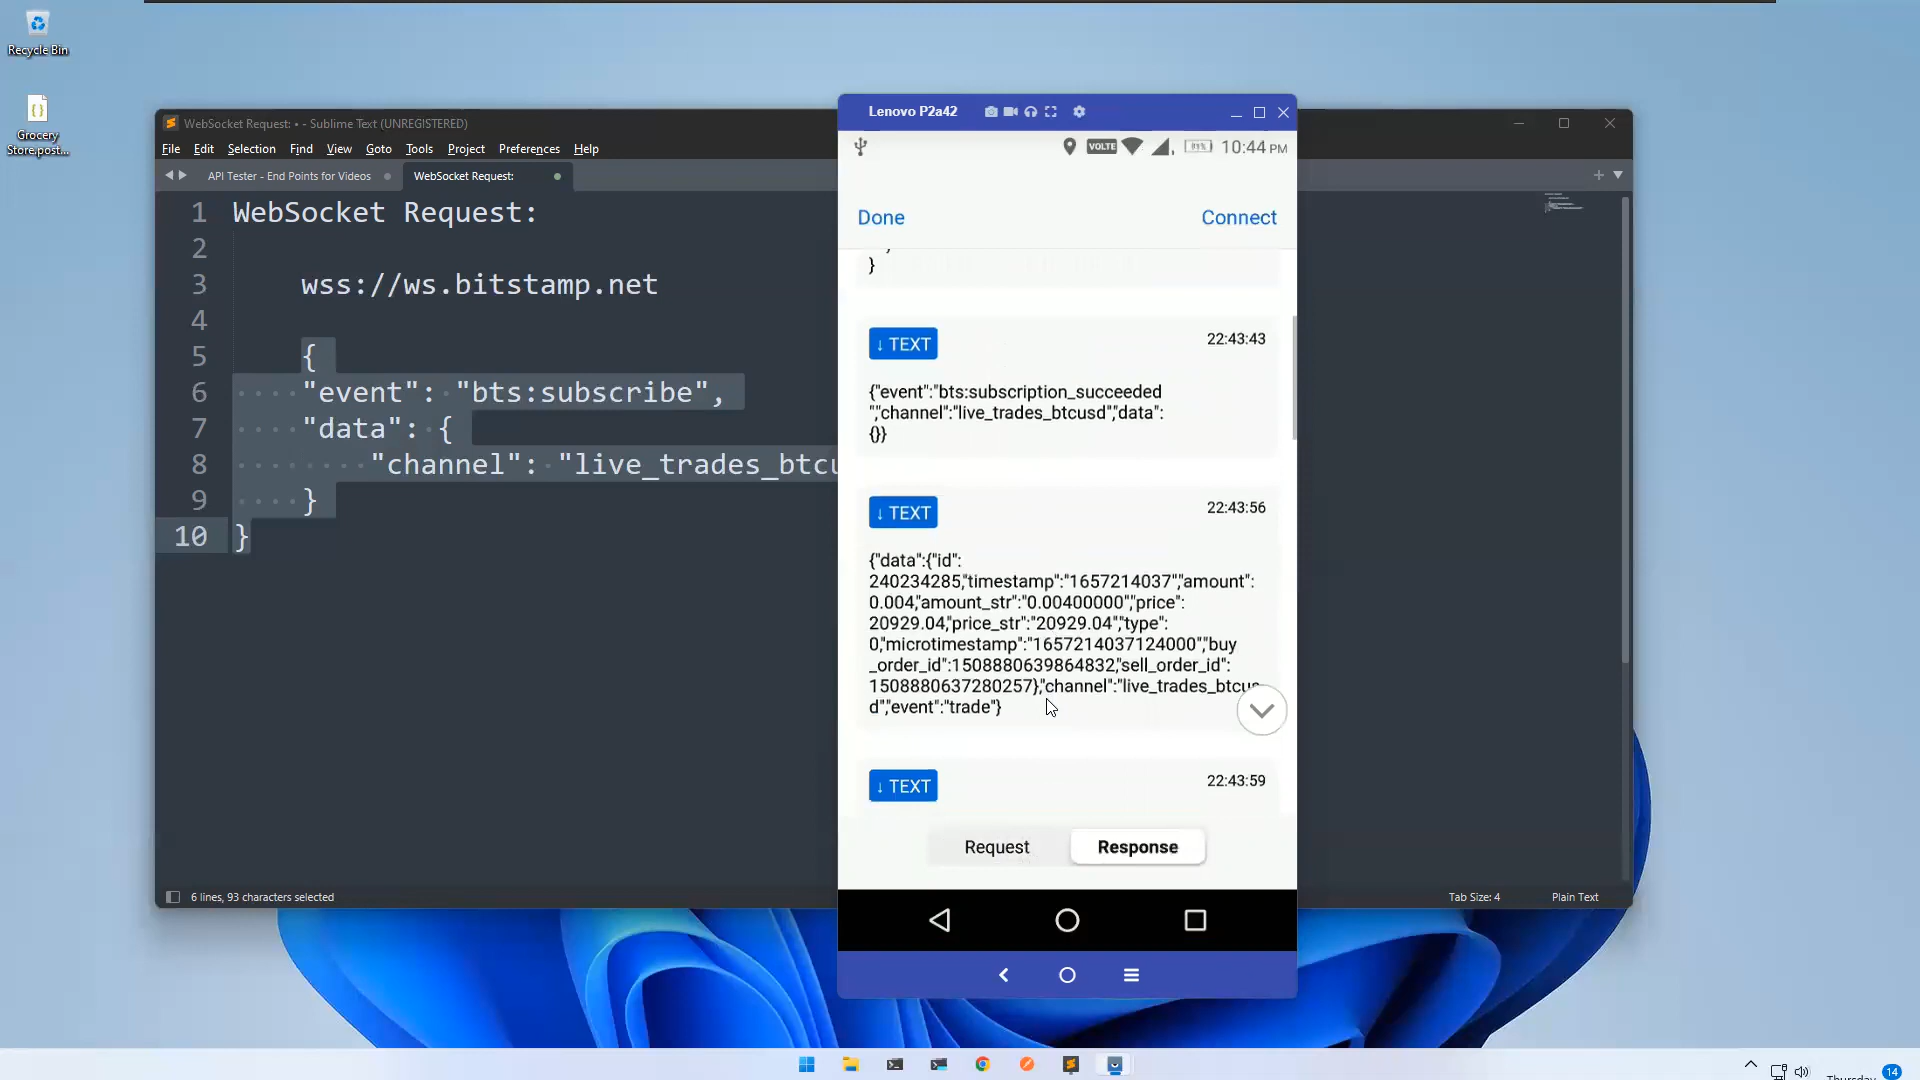 Recycle Bin
Grocery
Store.post...
WebSocket Request: • - Sublime Text (UNREGISTERED)
File Edit Selection Find View Goto Tools Project Preferences Help
API Tester - End Points for Videos
WebSocket Request:
1 WebSocket Request:
2
3 wss://ws.bitstamp.net
4
5 {
6 "event": "bts:subscribe",
7 "data": {
8 "channel": "live_trades_btcu
9 }
10 }
6 lines, 93 characters selected
Tab Size: 4
Plain Text
Lenovo P2a42
VOLTE
10:44 PM
Done
Connect
}
↓ TEXT
22:43:43
{"event":"bts:subscription_succeeded
","channel":"live_trades_btcusd","data":
{}}
↓ TEXT
22:43:56
{"data":{"id":
240234285,"timestamp":"1657214037","amount":
0.004,"amount_str":"0.00400000","price":
20929.04,"price_str":"20929.04","type":
0,"microtimestamp":"1657214037124000","buy
_order_id":1508880639864832,"sell_order_id":
1508880637280257},"channel":"live_trades_btcus
d","event":"trade"}
↓ TEXT
22:43:59
Request
Response
Thursday
14